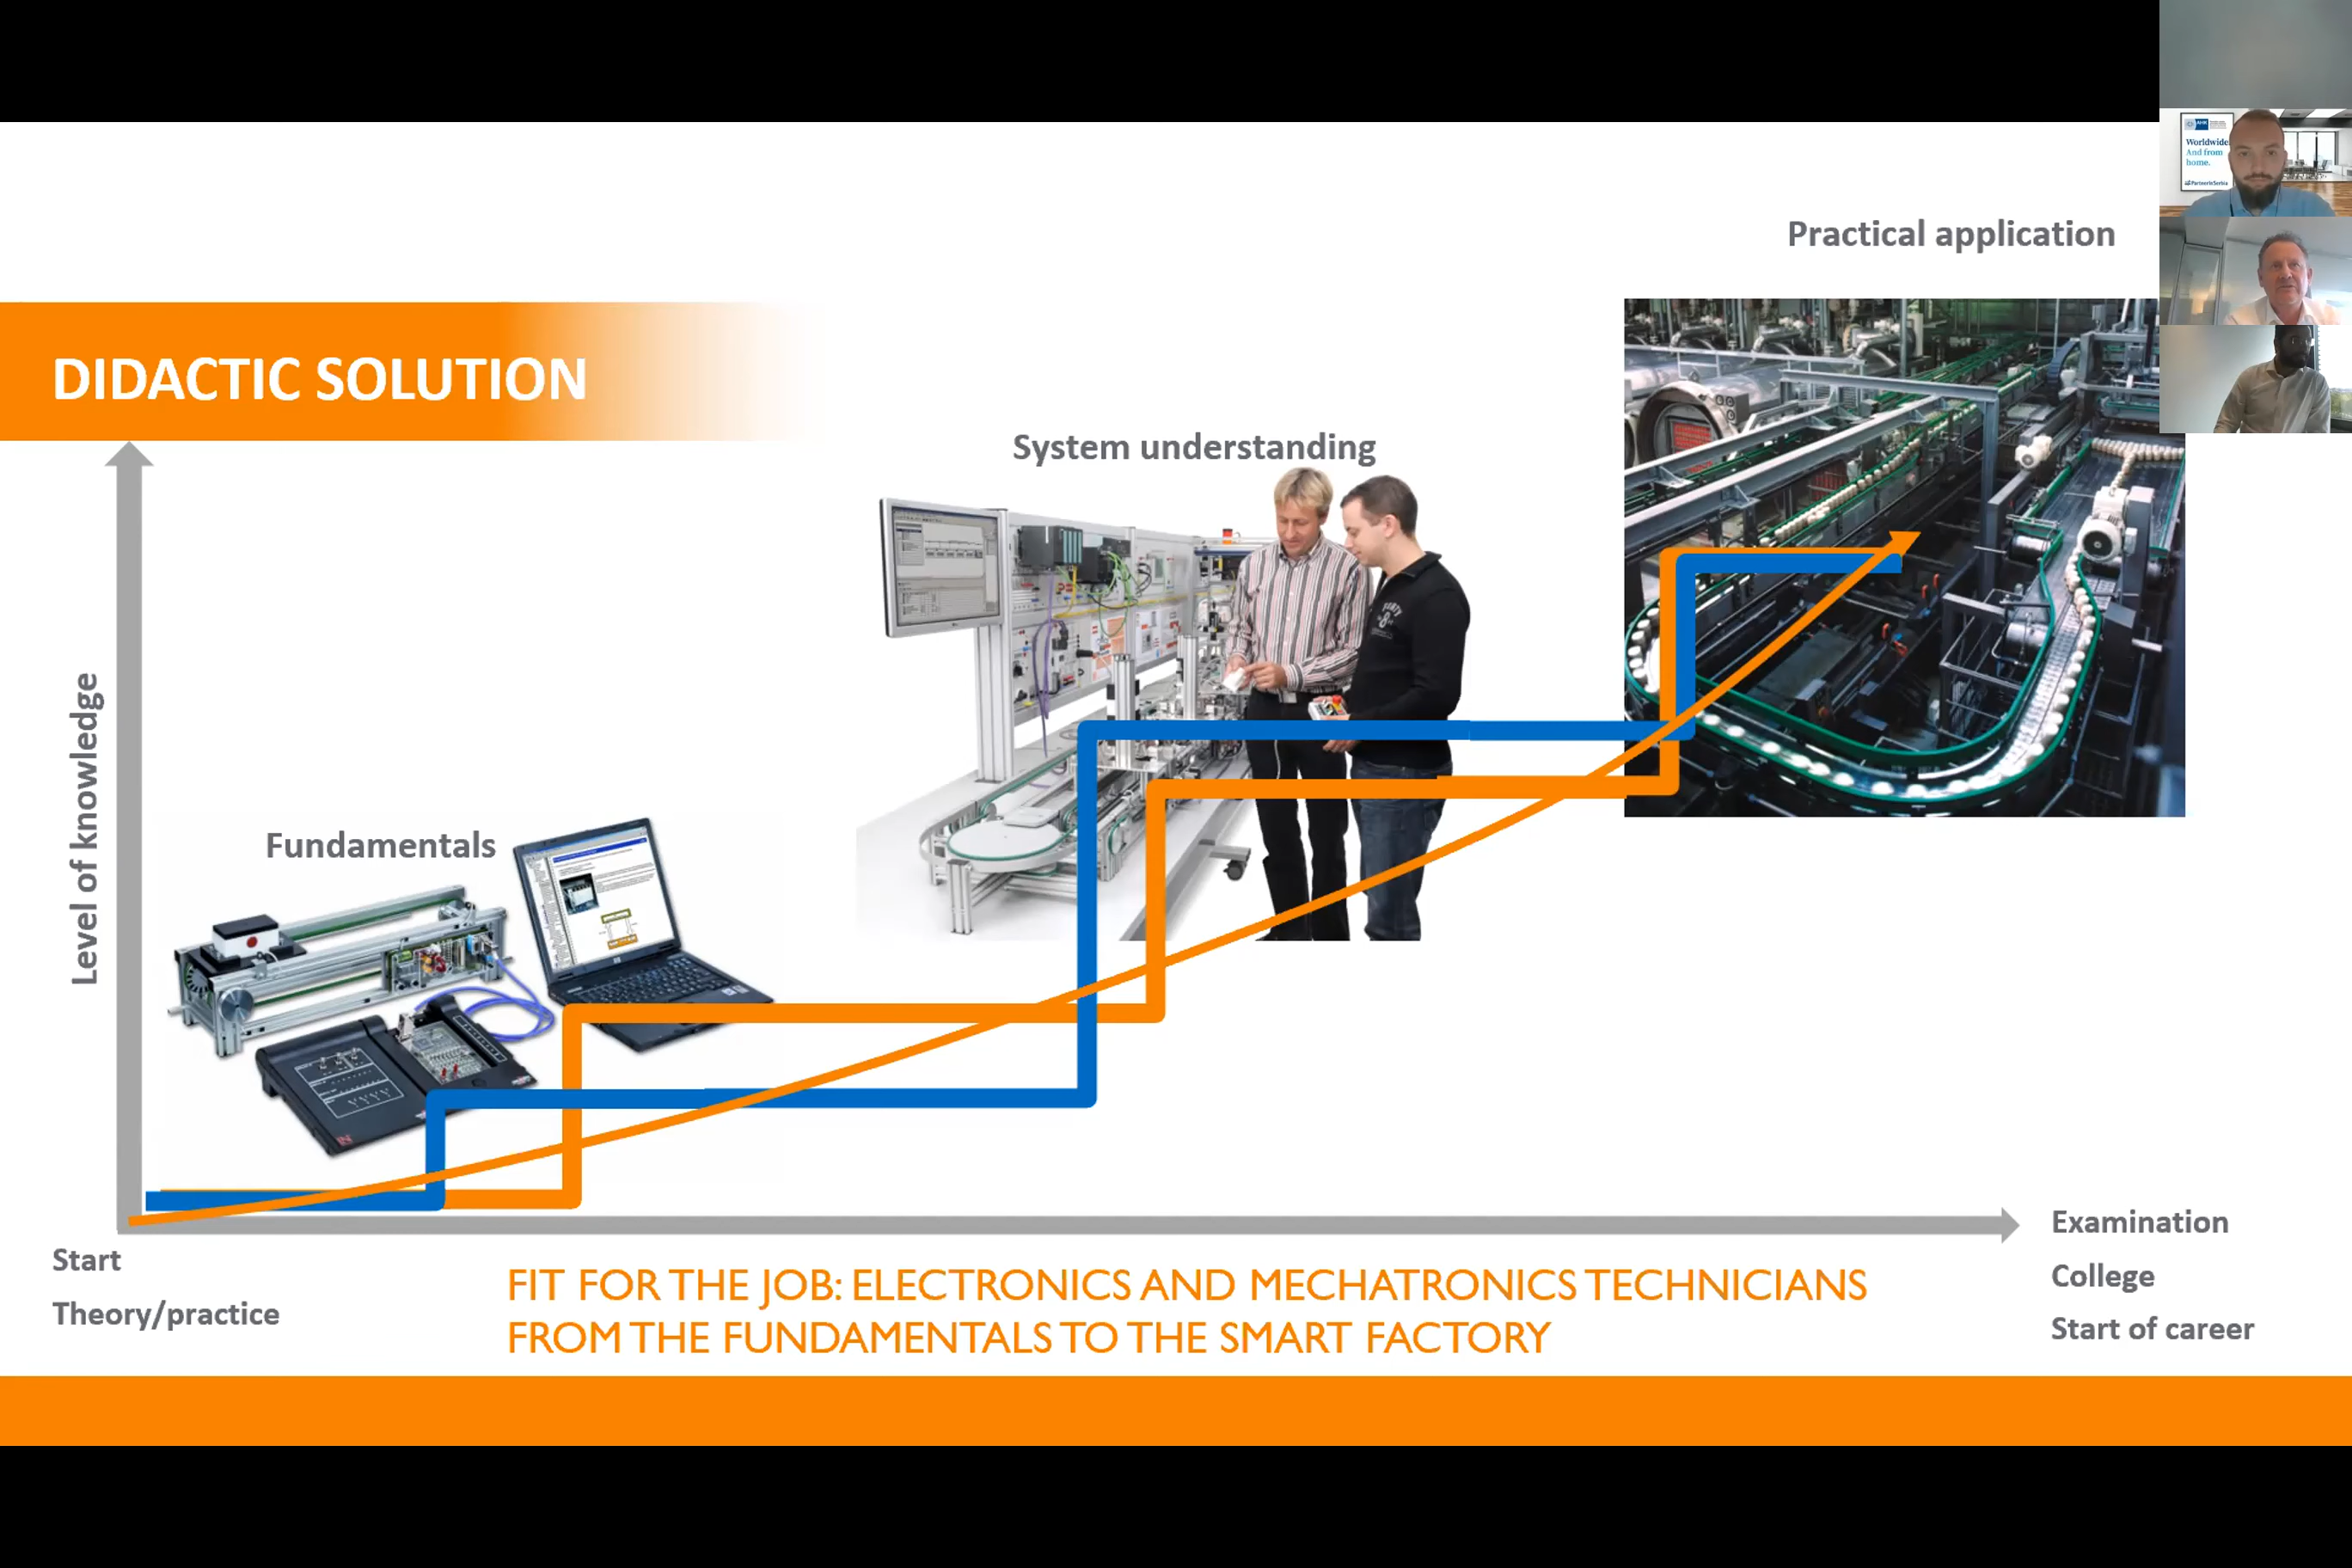 Worldwide.
And from
home.
Practical application
DIDACTIC SOLUTION
System understanding
Level of knowledge
Fundamentals
Start
Theory/practice
FIT FOR THE JOB: ELECTRONICS AND MECHATRONICS TECHNICIANS
FROM THE FUNDAMENTALS TO THE SMART FACTORY
Examination
College
Start of career